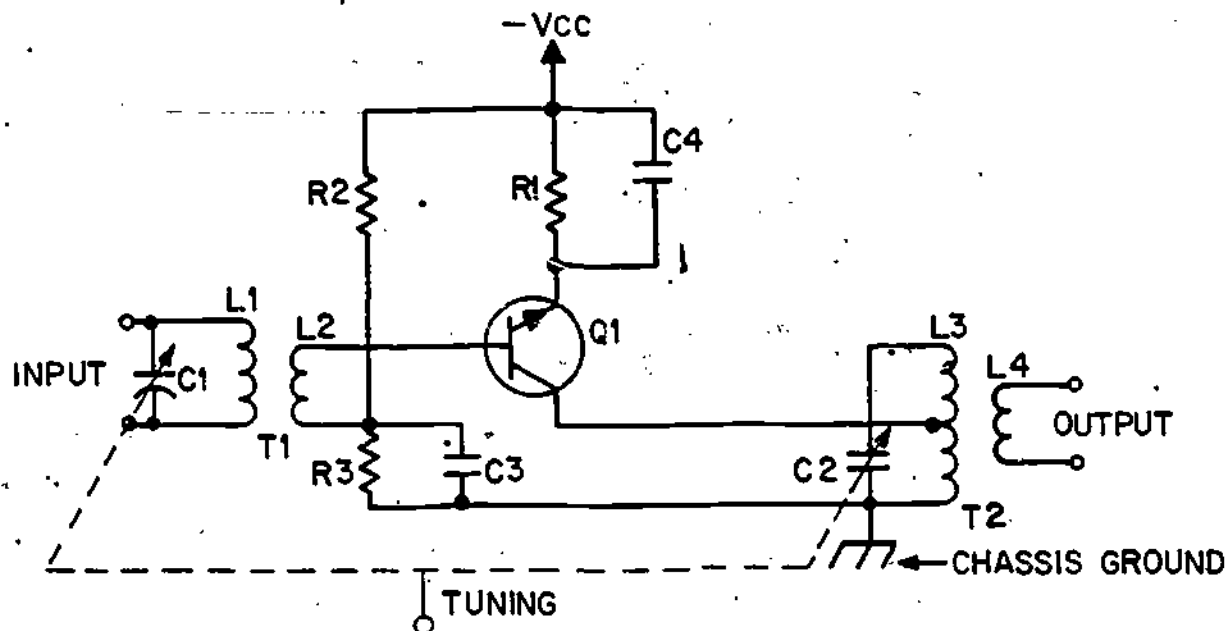 -VCC
C4
R2
R1
L1
L2
Q1
L3
L4
INPUT
C1
OUTPUT
T1
R3
C3
C2
T2
CHASSIS GROUND
TUNING